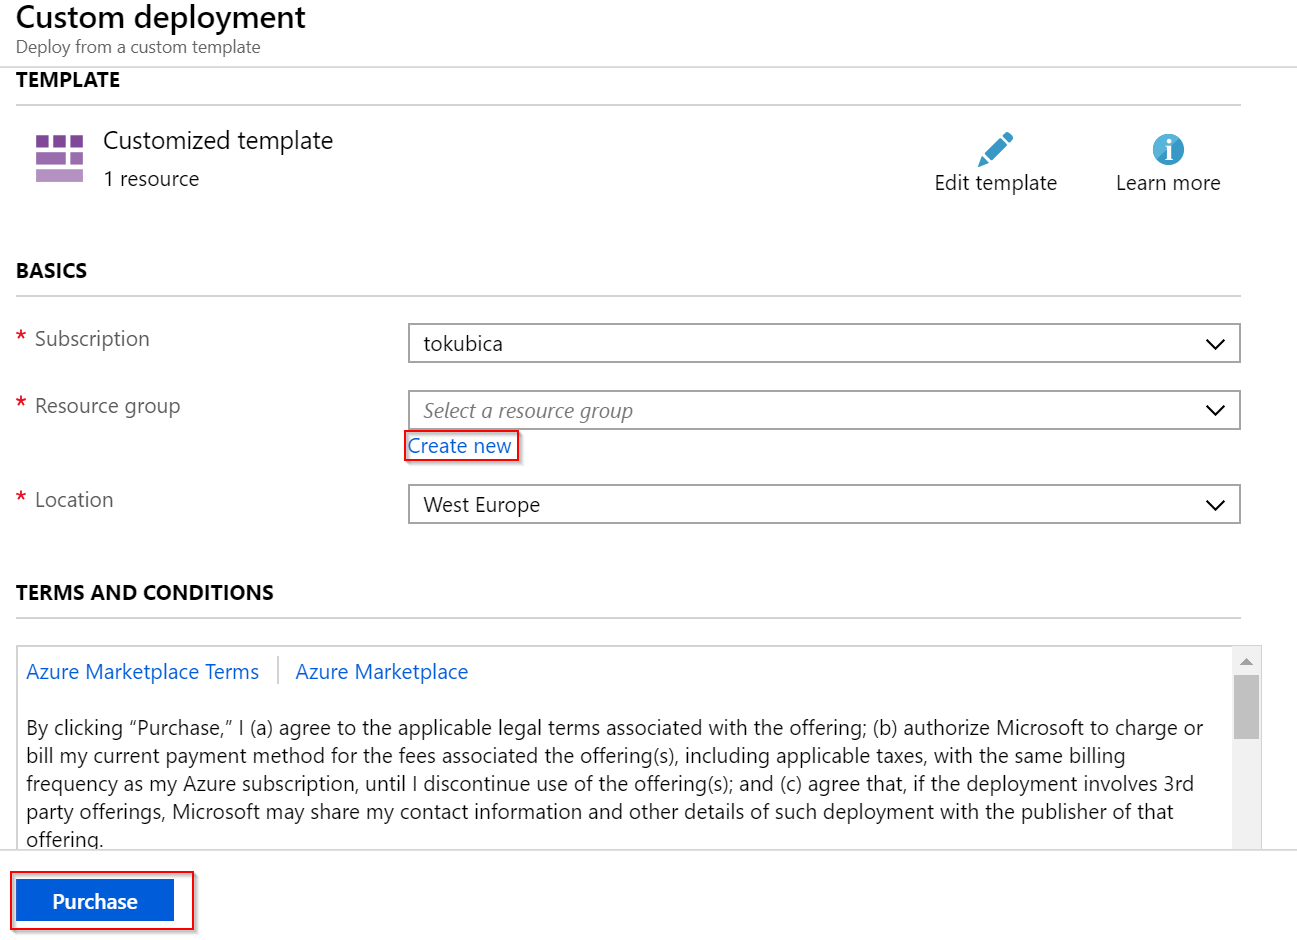 Custom deployment
Deploy from a custom template
TEMPLATE
Customized template
1 resource
Edit template
Learn more
BASICS
* Subscription
tokubica
* Resource group
Select a resource group
Create new
* Location
West Europe
TERMS AND CONDITIONS
Azure Marketplace Terms
Azure Marketplace
By clicking “Purchase,” I (a) agree to the applicable legal terms associated with the offering; (b) authorize Microsoft to charge or
bill my current payment method for the fees associated the offering(s), including applicable taxes, with the same billing
frequency as my Azure subscription, until I discontinue use of the offering(s); and (c) agree that, if the deployment involves 3rd
party offerings, Microsoft may share my contact information and other details of such deployment with the publisher of that
offering.
Purchase